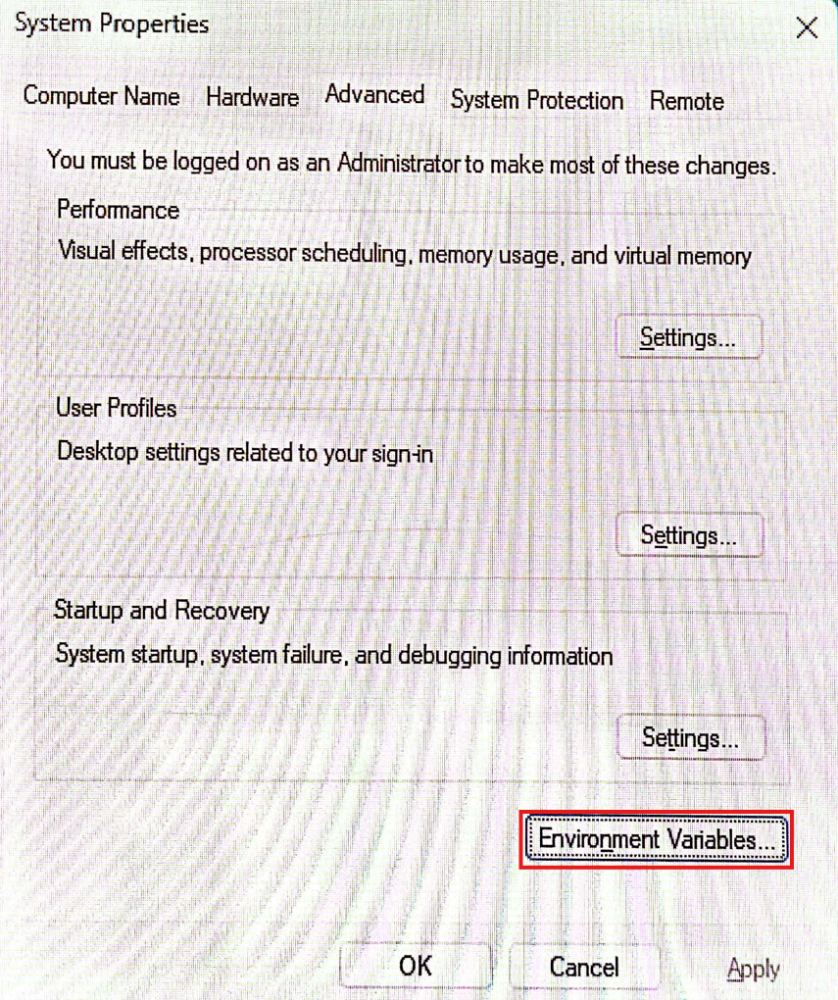 System Properties
Computer Name Hardware Advanced System Protection Remote
You must be logged on as an Administrator to make most of these changes.
Performance
Visual effects, processor scheduling, memory usage, and virtual memory
Settings...
User Profiles
Desktop settings related to your sign-in
Settings...
Startup and Recovery
System startup, system failure, and debugging information
Settings...
Environment Variables...
OK Cancel Apply